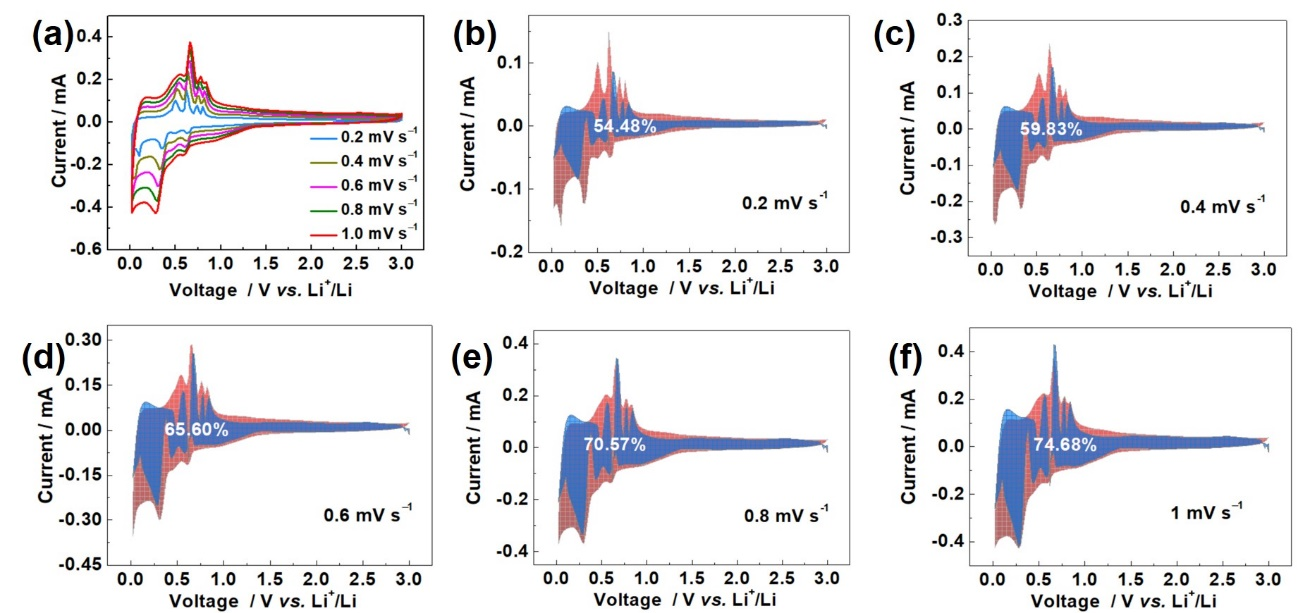 (a)
0.4
0.2
0.0
-0.2
-0.4
-0.6
Current / mA
0.2 mV s⁻¹
0.4 mV s⁻¹
0.6 mV s⁻¹
0.8 mV s⁻¹
1.0 mV s⁻¹
0.0 0.5 1.0 1.5 2.0 2.5 3.0
Voltage / V vs. Li⁺/Li
(b)
0.1
0.0
-0.1
-0.2
Current / mA
54.48%
0.2 mV s⁻¹
0.0 0.5 1.0 1.5 2.0 2.5 3.0
Voltage / V vs. Li⁺/Li
(c)
0.3
0.2
0.1
0.0
-0.1
-0.2
-0.3
Current / mA
59.83%
0.4 mV s⁻¹
0.0 0.5 1.0 1.5 2.0 2.5 3.0
Voltage / V vs. Li⁺/Li
(d)
0.30
0.15
0.00
-0.15
-0.30
-0.45
Current / mA
65.60%
0.6 mV s⁻¹
0.0 0.5 1.0 1.5 2.0 2.5 3.0
Voltage / V vs. Li⁺/Li
(e)
0.4
0.2
0.0
-0.2
-0.4
Current / mA
70.57%
0.8 mV s⁻¹
0.0 0.5 1.0 1.5 2.0 2.5 3.0
Voltage / V vs. Li⁺/Li
(f)
0.4
0.2
0.0
-0.2
-0.4
Current / mA
74.68%
1 mV s⁻¹
0.0 0.5 1.0 1.5 2.0 2.5 3.0
Voltage / V vs. Li⁺/Li